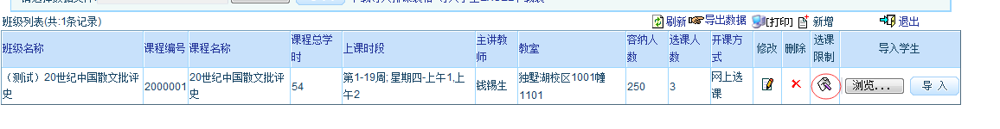 班级列表(共:1条记录)
刷新 导出数据 [打印] 新增 退出
班级名称 课程编号 课程名称 课程总学时 上课时段 主讲教师 教室 容纳人数 选课人数 开课方式 修改 删除 选课限制 导入学生
（测试）20世纪中国散文批评史 2000001 20世纪中国散文批评史 54 第1-19周; 星期四-上午1,上午2 钱锡生 独墅湖校区1001幢1101 250 3 网上选课 浏览... 导 入